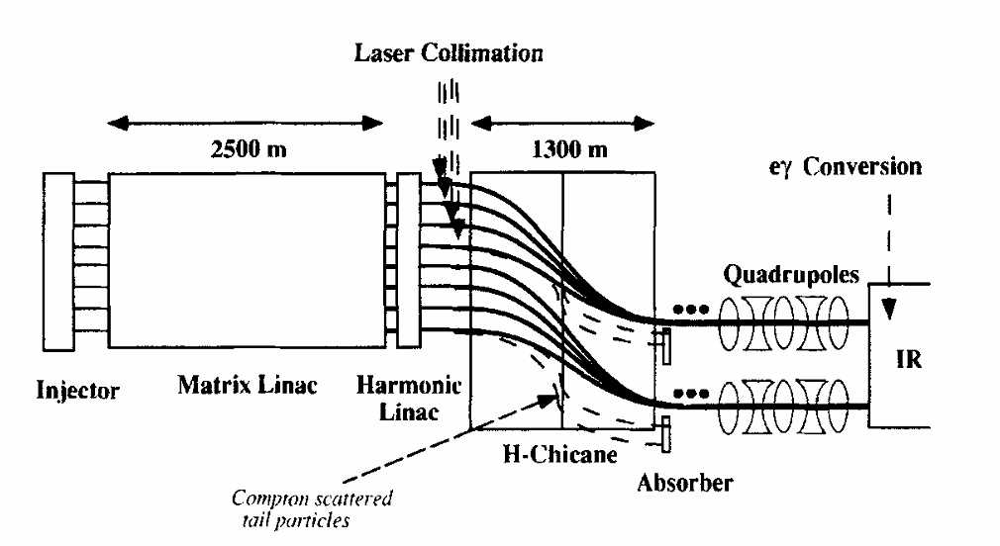 Laser Collimation
2500 m
1300 m
eγ Conversion
Quadrupoles
Injector
Matrix Linac
Harmonic
Linac
IR
H-Chicane
Absorber
Compton scattered
tail particles